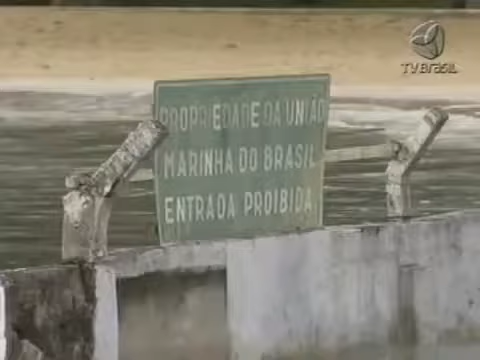 TV Brasil
PROPRIEDADE DA UNIÃO
MARINHA DO BRASIL
ENTRADA PROIBIDA